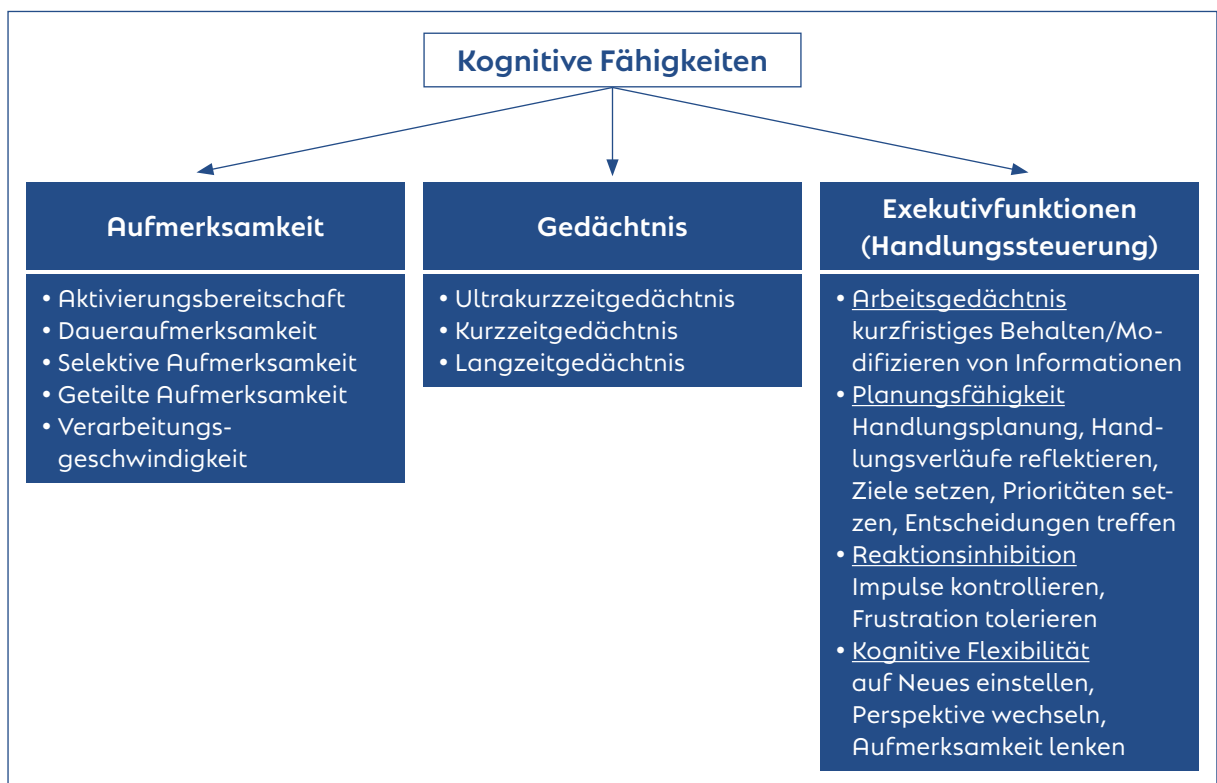 Kognitive Fähigkeiten
Aufmerksamkeit
• Aktivierungsbereitschaft
• Daueraufmerksamkeit
• Selektive Aufmerksamkeit
• Geteilte Aufmerksamkeit
• Verarbeitungs-
geschwindigkeit
Gedächtnis
• Ultrakurzzeitgedächtnis
• Kurzzeitgedächtnis
• Langzeitgedächtnis
Exekutivfunktionen
(Handlungssteuerung)
• Arbeitsgedächtnis
kurzfristiges Behalten/Mo-
difizieren von Informationen
• Planungsfähigkeit
Handlungsplanung, Hand-
lungsverläufe reflektieren,
Ziele setzen, Prioritäten set-
zen, Entscheidungen treffen
• Reaktionsinhibition
Impulse kontrollieren,
Frustration tolerieren
• Kognitive Flexibilität
auf Neues einstellen,
Perspektive wechseln,
Aufmerksamkeit lenken